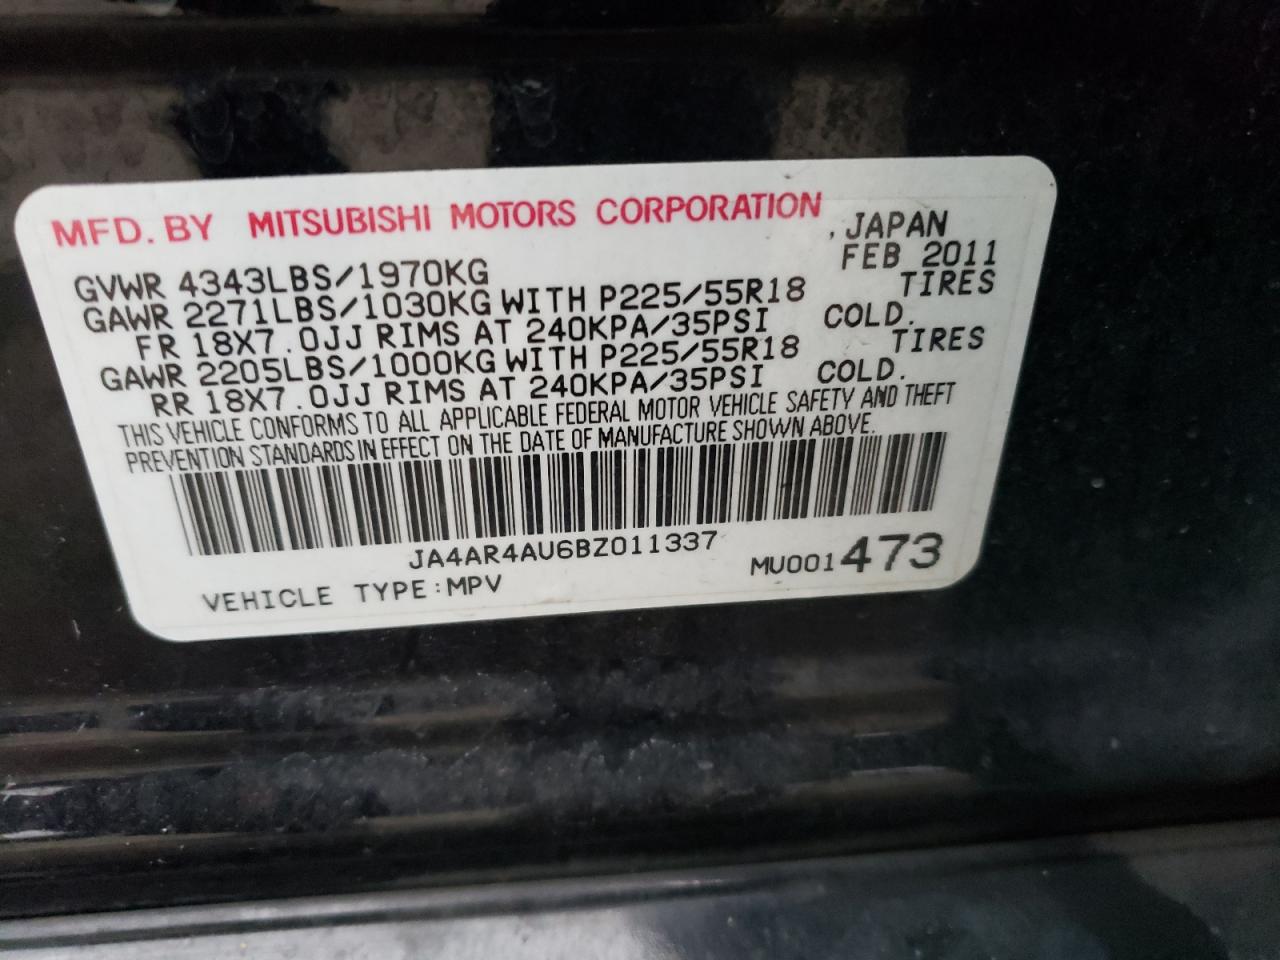 MFD. BY MITSUBISHI MOTORS CORPORATION , JAPAN
FEB 2011
GVWR 4343LBS/1970KG
GAWR 2271LBS/1030KG WITH P225/55R18 TIRES
FR 18X7.0JJ RIMS AT 240KPA/35PSI COLD.
GAWR 2205LBS/1000KG WITH P225/55R18 TIRES
RR 18X7.0JJ RIMS AT 240KPA/35PSI COLD.
THIS VEHICLE CONFORMS TO ALL APPLICABLE FEDERAL MOTOR VEHICLE SAFETY AND THEFT
PREVENTION STANDARDS IN EFFECT ON THE DATE OF MANUFACTURE SHOWN ABOVE.
JA4AR4AU6BZ011337
VEHICLE TYPE:MPV MU001473